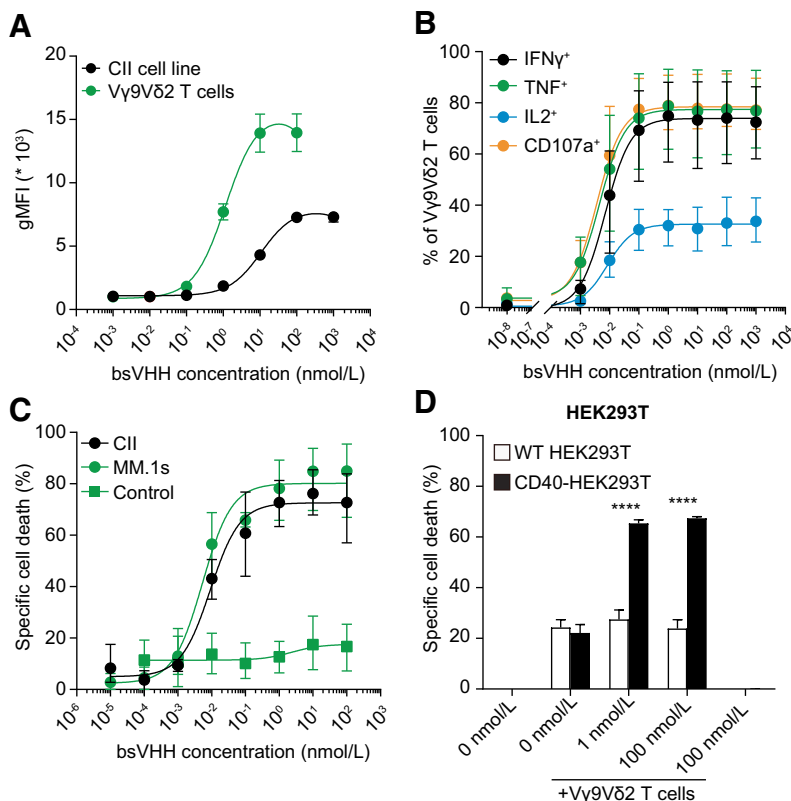 A
CII cell line
Vγ9Vδ2 T cells
gMFI (* 10³)
20
15
10
5
0
10⁻⁴ 10⁻³ 10⁻² 10⁻¹ 10⁰ 10¹ 10² 10³ 10⁴
bsVHH concentration (nmol/L)
B
IFNγ⁺
TNF⁺
IL2⁺
CD107a⁺
% of Vγ9Vδ2 T cells
100
80
60
40
20
0
10⁻⁸ 10⁻⁷ 10⁻⁴ 10⁻³ 10⁻² 10⁻¹ 10⁰ 10¹ 10² 10³ 10⁴
bsVHH concentration (nmol/L)
C
CII
MM.1s
Control
Specific cell death (%)
100
80
60
40
20
0
10⁻⁶ 10⁻⁵ 10⁻⁴ 10⁻³ 10⁻² 10⁻¹ 10⁰ 10¹ 10² 10³
bsVHH concentration (nmol/L)
D
HEK293T
WT HEK293T
CD40-HEK293T
Specific cell death (%)
100
80
60
40
20
0
**** ****
0 nmol/L 0 nmol/L 1 nmol/L 100 nmol/L 100 nmol/L
+Vγ9Vδ2 T cells